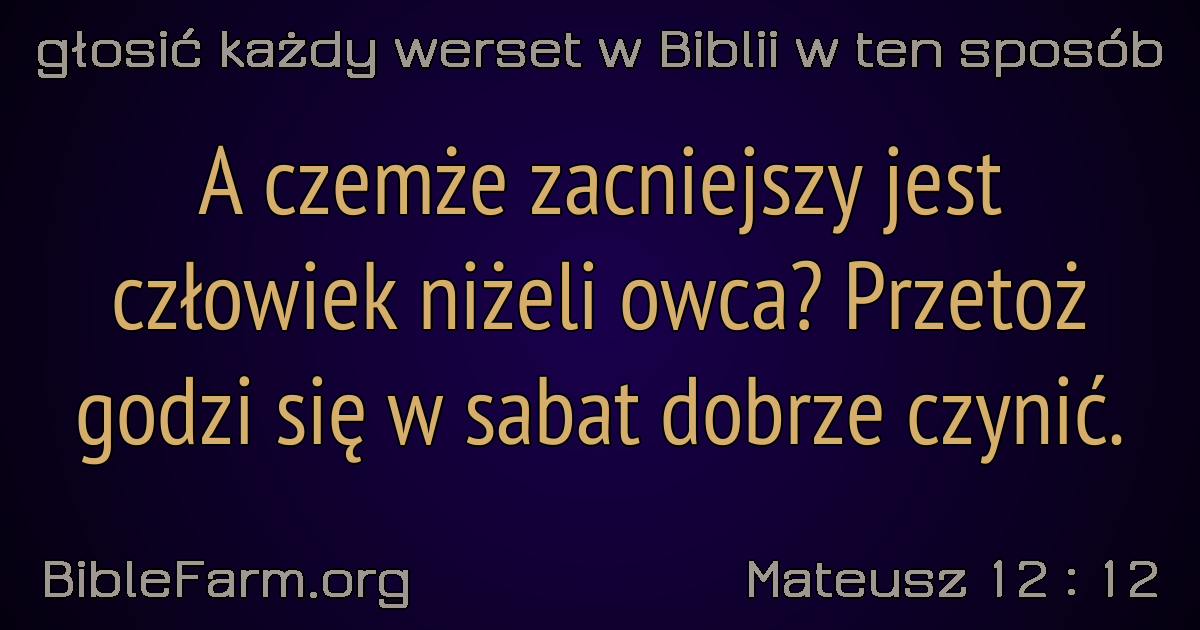 głosić każdy werset w Biblii w ten sposób
A czemże zacniejszy jest
człowiek niżeli owca? Przetoż
godzi się w sabat dobrze czynić.
BibleFarm.org
Mateusz 12 : 12